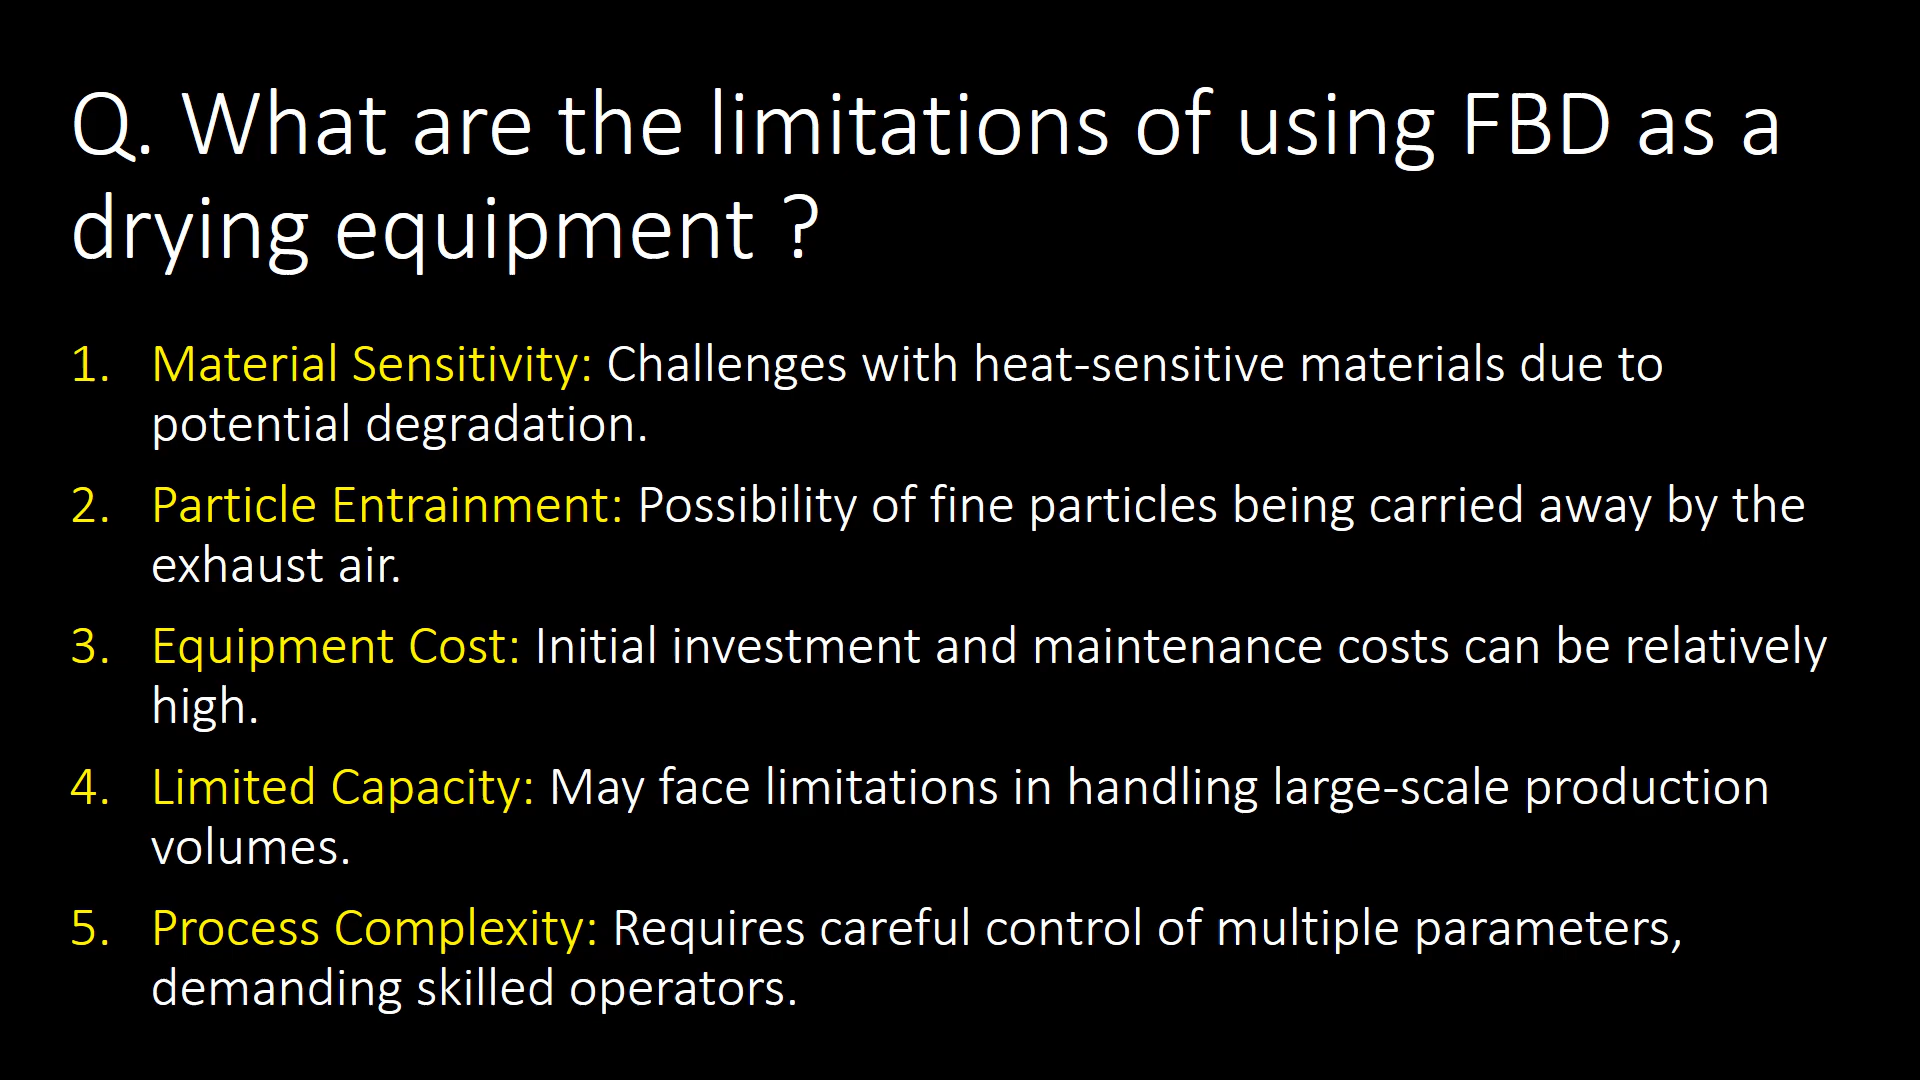 Q. What are the limitations of using FBD as a
drying equipment ?
1. Material Sensitivity: Challenges with heat-sensitive materials due to
potential degradation.
2. Particle Entrainment: Possibility of fine particles being carried away by the
exhaust air.
3. Equipment Cost: Initial investment and maintenance costs can be relatively
high.
4. Limited Capacity: May face limitations in handling large-scale production
volumes.
5. Process Complexity: Requires careful control of multiple parameters,
demanding skilled operators.